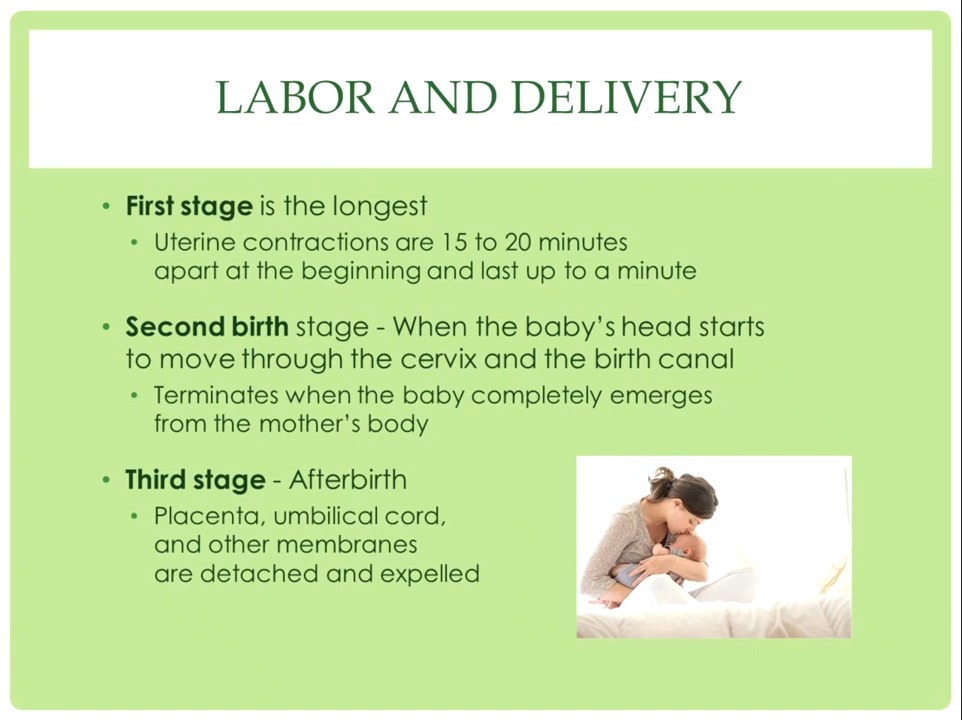 LABOR AND DELIVERY
• First stage is the longest
• Uterine contractions are 15 to 20 minutes
apart at the beginning and last up to a minute
• Second birth stage - When the baby's head starts
to move through the cervix and the birth canal
• Terminates when the baby completely emerges
from the mother's body
• Third stage - Afterbirth
• Placenta, umbilical cord,
and other membranes
are detached and expelled